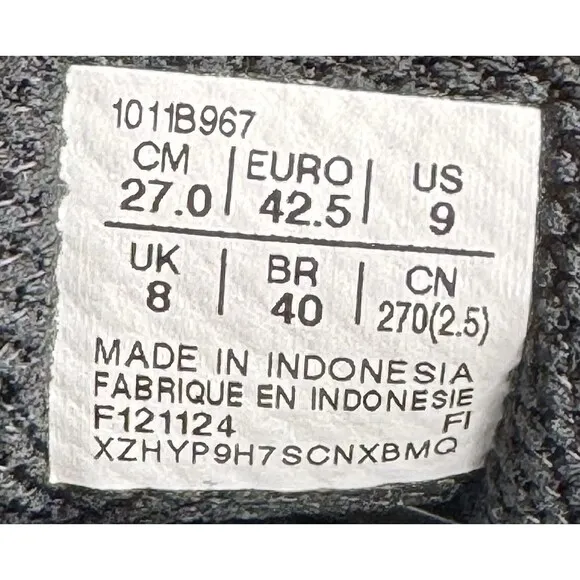 1011B967
CM | EURO | US
27.0 | 42.5 | 9
UK | BR | CN
8 | 40 | 270(2.5)
MADE IN INDONESIA
FABRIQUE EN INDONESIE
F121124 FI
XZHYP9H7SCNXBMQ